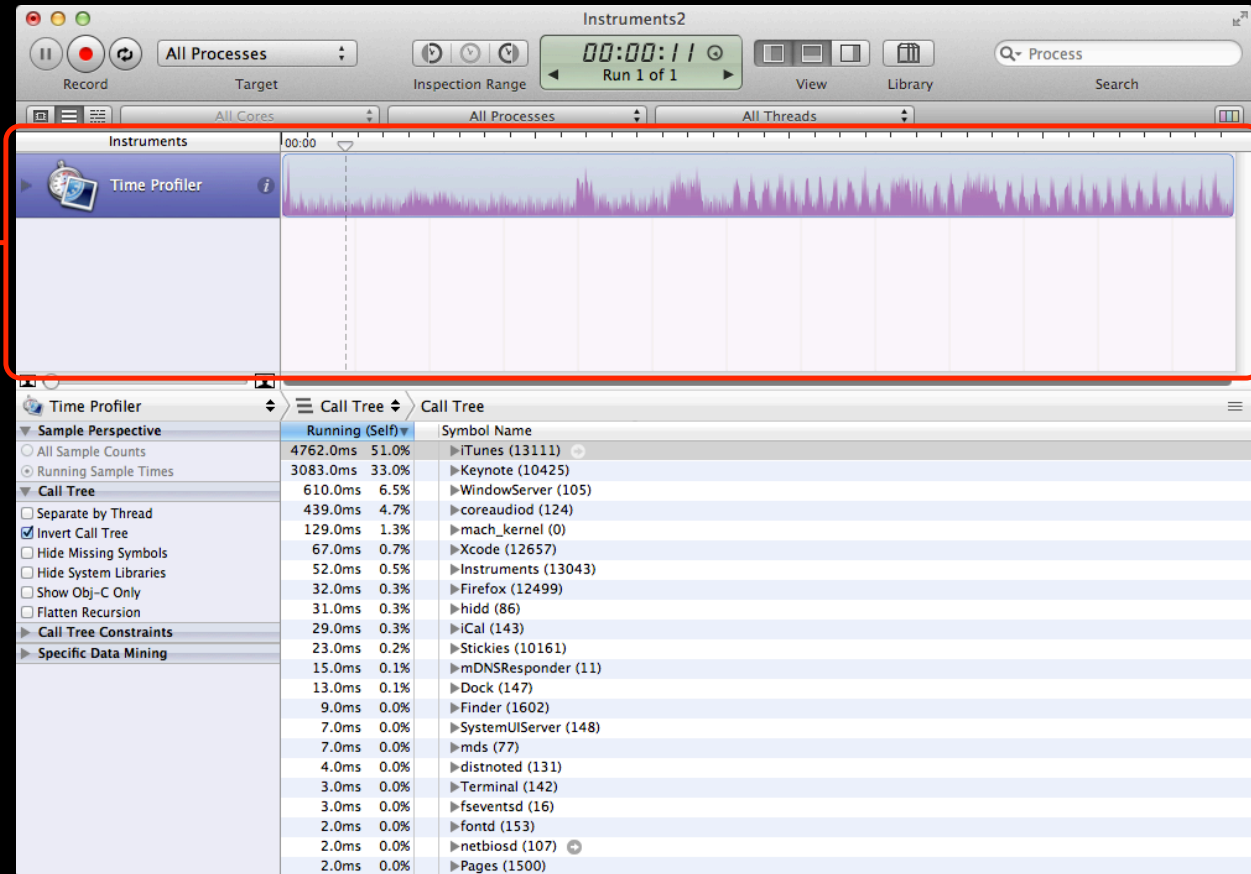 Instruments2
All Processes
00:00:11
Run 1 of 1
Process
Record
Target
Inspection Range
View
Library
Search
All Cores
All Processes
All Threads
Instruments
00:00
Time Profiler
Time Profiler
Call Tree
Call Tree
Sample Perspective
All Sample Counts
Running Sample Times
Call Tree
Separate by Thread
Invert Call Tree
Hide Missing Symbols
Hide System Libraries
Show Obj-C Only
Flatten Recursion
Call Tree Constraints
Specific Data Mining
Running (Self) Symbol Name
4762.0ms 51.0% iTunes (13111)
3083.0ms 33.0% Keynote (10425)
610.0ms 6.5% WindowServer (105)
439.0ms 4.7% coreaudiod (124)
129.0ms 1.3% mach_kernel (0)
67.0ms 0.7% Xcode (12657)
52.0ms 0.5% Instruments (13043)
32.0ms 0.3% Firefox (12499)
31.0ms 0.3% hidd (86)
29.0ms 0.3% iCal (143)
23.0ms 0.2% Stickies (10161)
15.0ms 0.1% mDNSResponder (11)
13.0ms 0.1% Dock (147)
9.0ms 0.0% Finder (1602)
7.0ms 0.0% SystemUIServer (148)
7.0ms 0.0% mds (77)
4.0ms 0.0% distnoted (131)
3.0ms 0.0% Terminal (142)
3.0ms 0.0% fseventsd (16)
2.0ms 0.0% fontd (153)
2.0ms 0.0% netbiosd (107)
2.0ms 0.0% Pages (1500)